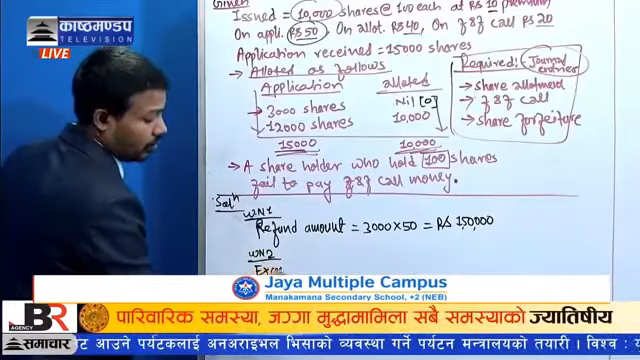 Given
Issued = 10,000 shares @ 100 each at RS 10 (Premium)
On appli. RS 50, On allot. RS 40, On F&F call RS 20
Application received = 15000 shares
→ Alloted as follows
Application alloted
→ 3000 shares Nil [0]
→ 12000 shares 10,000
15000 10,000
Required:- Journal entries
→ share allotment
→ F&F call
→ share forfeiture
→ A share holder who hold 100 shares
fail to pay F&F call money.
Solⁿ
WN1
Refund amount = 3000×50 = RS 150,000
WN2
काष्ठमण्डप
TELEVISION
LIVE
Jaya Multiple Campus
Manakamana Secondary School, +2 (NEB)
JBR
AGENCY
पारिवारिक समस्या, जग्गा मुद्धामामिला सबै समस्याको ज्यातिषीय
समाचार
आउने पर्यटकलाई अनअराइभल भिसाको व्यवस्था गर्ने पर्यटन मन्त्रालयको तयारी । विश्व :